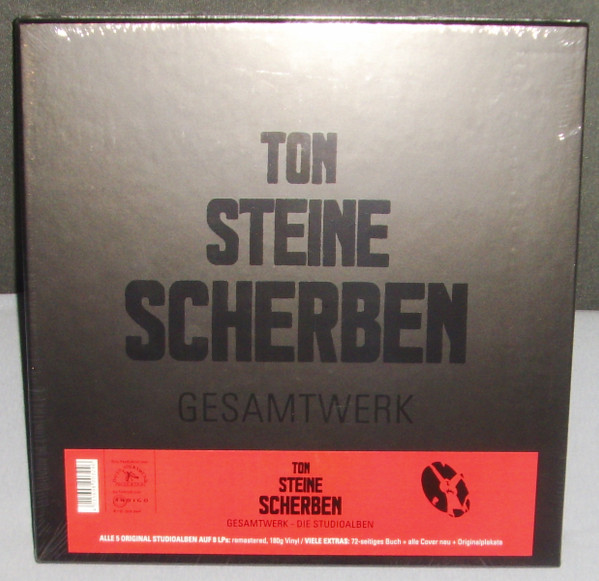 TON
STEINE
SCHERBEN
GESAMTWERK
TON
STEINE
SCHERBEN
GESAMTWERK - DIE STUDIOALBEN
ALLE 5 ORIGINAL STUDIOALBEN AUF 8 LPs: remastered, 180g Vinyl / VIELE EXTRAS: 72-seitiges Buch + alle Cover neu + Originalplakate